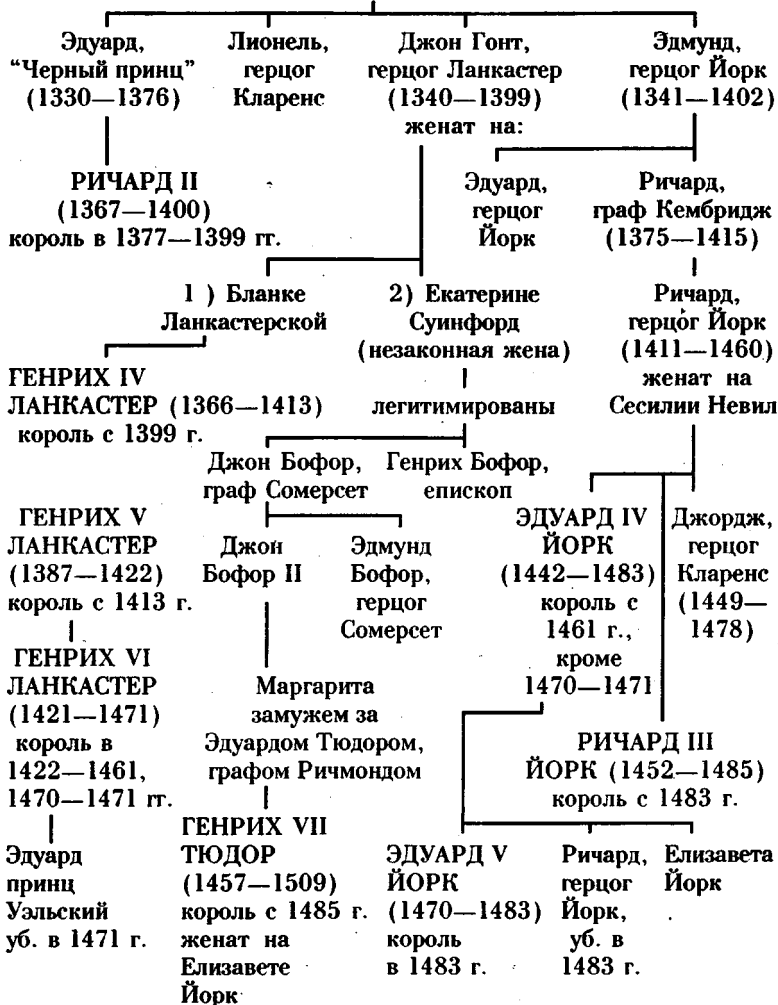 Эдуард,
“Черный принц”
(1330—1376)
Лионель,
герцог
Кларенс
Джон Гонт,
герцог Ланкастер
(1340—1399)
женат на:
Эдмунд,
герцог Йорк
(1341—1402)
РИЧАРД II
(1367—1400)
король в 1377—1399 гг.
Эдуард,
герцог
Йорк
Ричард,
граф Кембридж
(1375—1415)
1 ) Бланке
Ланкастерской
2) Екатерине
Суинфорд
(незаконная жена)
Ричард,
герцог Йорк
(1411—1460)
женат на
Сесилии Невил
ГЕНРИХ IV
ЛАНКАСТЕР (1366—1413)
король с 1399 г.
легитимированы
Джон Бофор,
граф Сомерсет
Генрих Бофор,
епископ
ГЕНРИХ V
ЛАНКАСТЕР
(1387—1422)
король с 1413 г.
Джон
Бофор II
Эдмунд
Бофор,
герцог
Сомерсет
ЭДУАРД IV
ЙОРК
(1442—1483)
король с
1461 г.,
кроме
1470—1471
Джордж,
герцог
Кларенс
(1449—
1478)
ГЕНРИХ VI
ЛАНКАСТЕР
(1421—1471)
король в
1422—1461,
1470—1471 гг.
Маргарита
замужем за
Эдуардом Тюдором,
графом Ричмондом
РИЧАРД III
ЙОРК (1452—1485)
король с 1483 г.
Эдуард
принц
Уэльский
уб. в 1471 г.
ГЕНРИХ VII
ТЮДОР
(1457—1509)
король с 1485 г.
женат на
Елизавете
Йорк
ЭДУАРД V
ЙОРК
(1470—1483)
король
в 1483 г.
Ричард,
герцог
Йорк,
уб. в
1483 г.
Елизавета
Йорк